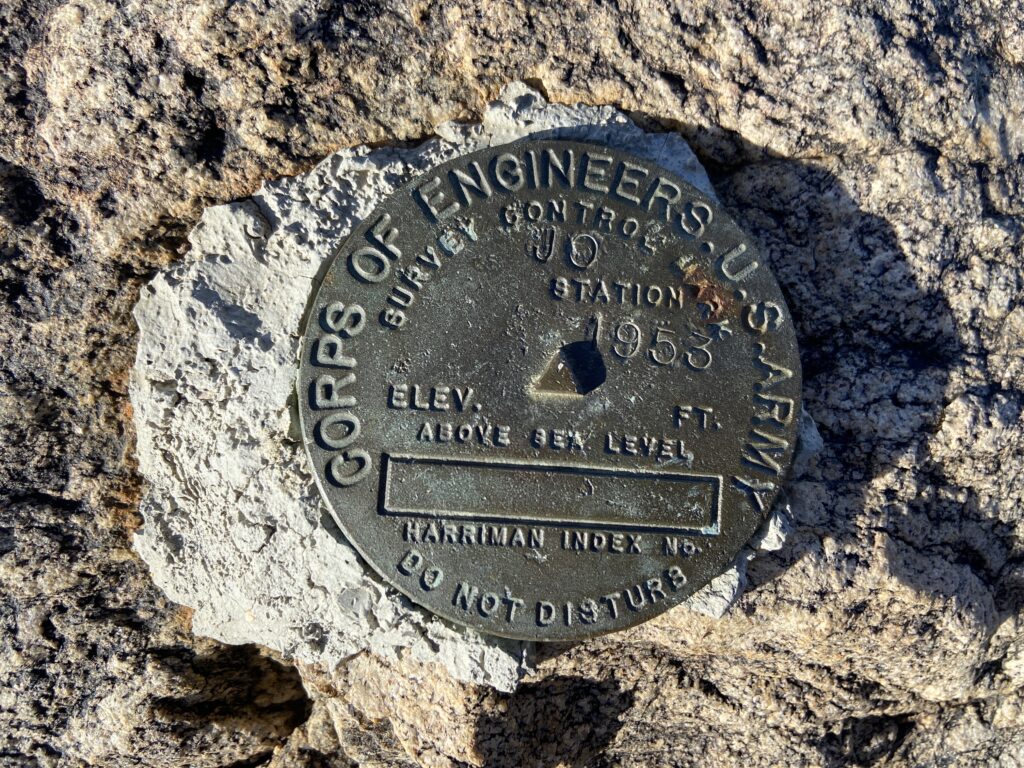 CORPS OF ENGINEERS. U.S. ARMY
SURVEY CONTROL MARK
JO
STATION
1953
ELEV. FT.
ABOVE SEA LEVEL
HARRIMAN INDEX NO.
DO NOT DISTURB